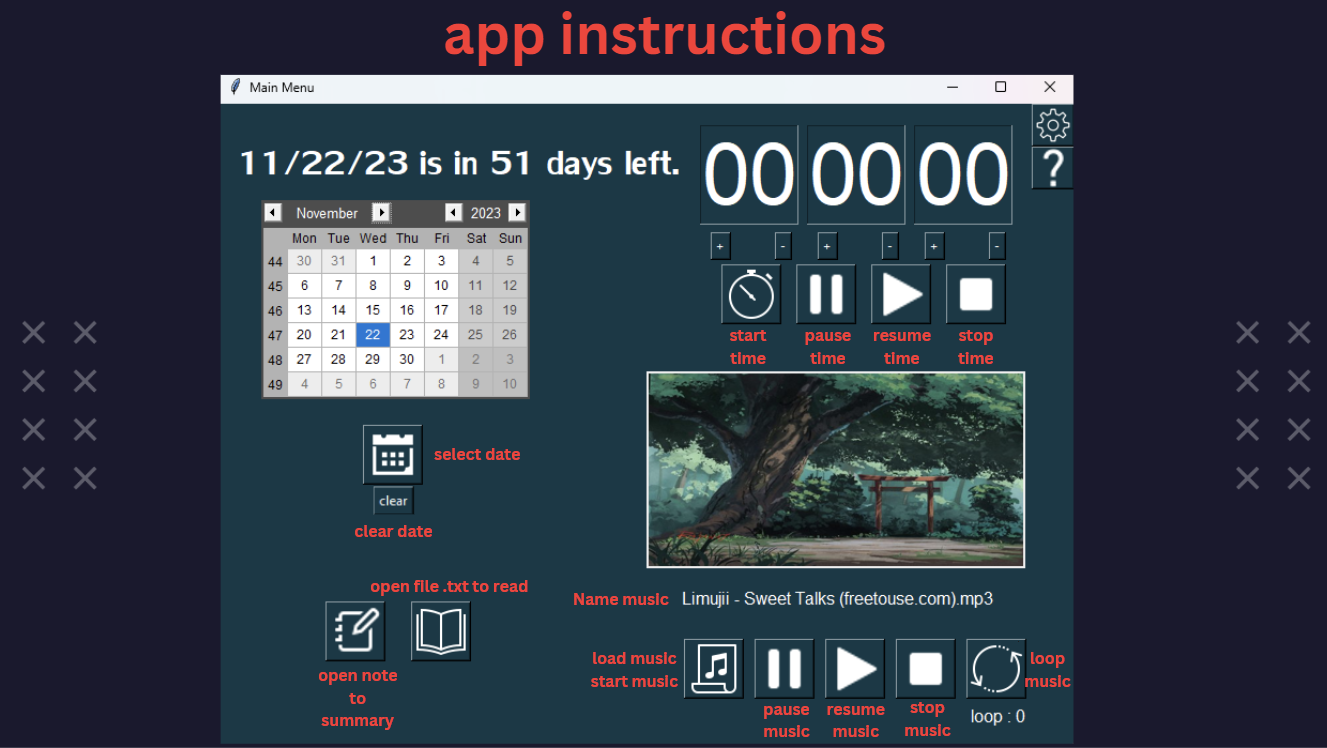 app instructions
Main Menu
11/22/23 is in 51 days left.
00 00 00
?
+ - + - + -
November 2023
Mon Tue Wed Thu Fri Sat Sun
44 30 31 1 2 3 4 5
45 6 7 8 9 10 11 12
46 13 14 15 16 17 18 19
47 20 21 22 23 24 25 26
48 27 28 29 30 1 2 3
49 4 5 6 7 8 9 10
start
time
pause
time
resume
time
stop
time
select date
clear
clear date
open file .txt to read
open note
to
summary
Name music Limujii - Sweet Talks (freetouse.com).mp3
load music
start music
pause
music
resume
music
stop
music
loop
music
loop : 0